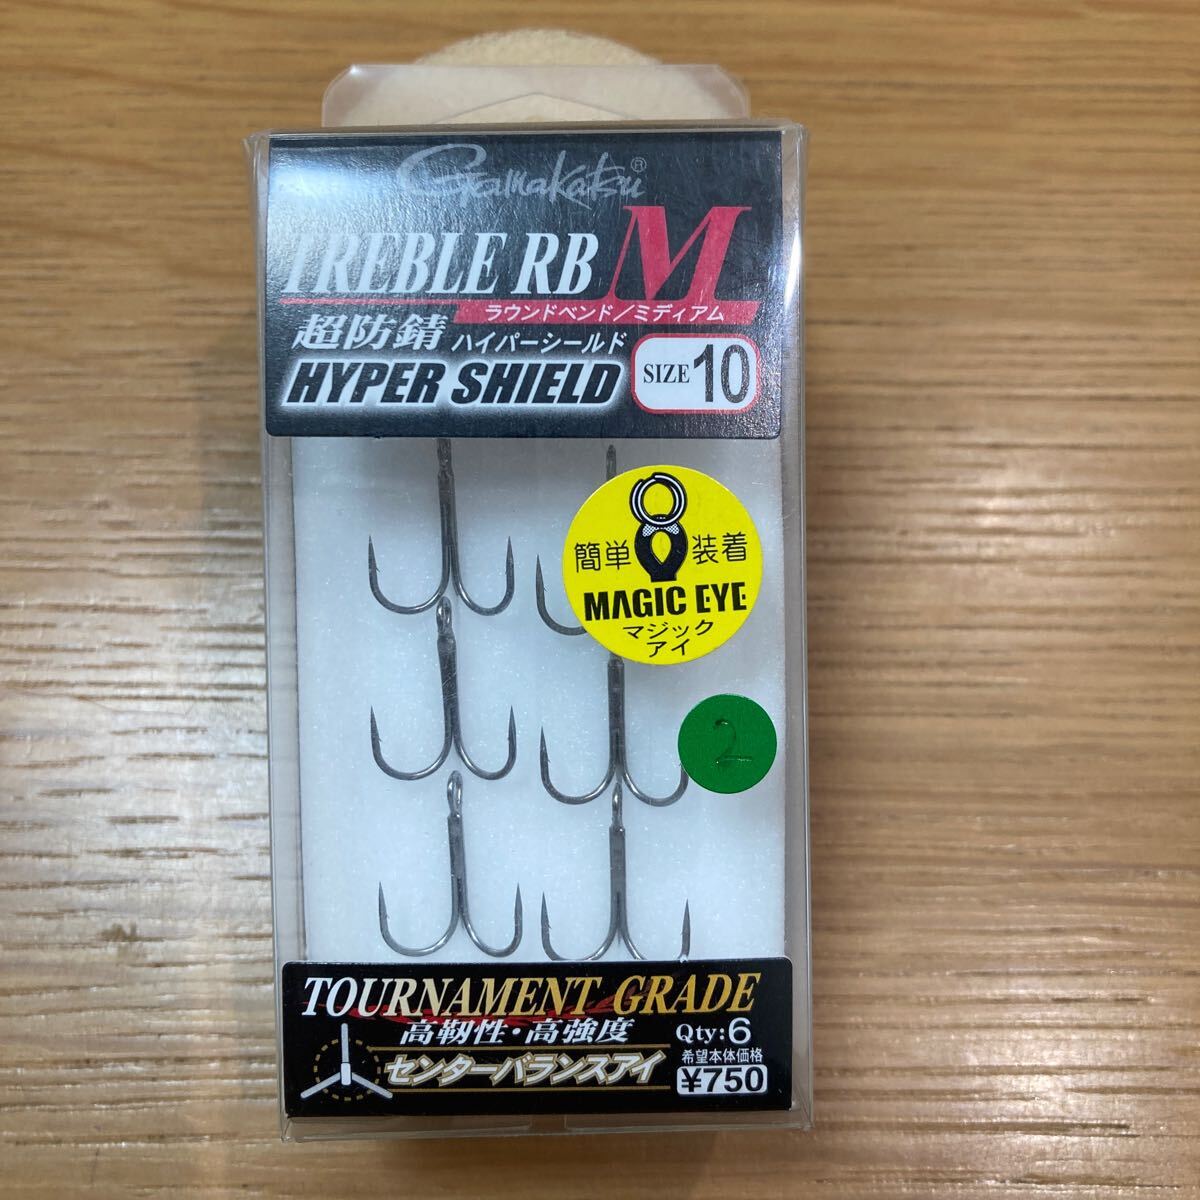 Gamakatsu®
TREBLE RB M
ラウンドベンド/ミディアム
超防錆 ハイパーシールド
HYPER SHIELD
SIZE 10
簡単 装着
MAGIC EYE
マジック
アイ
2
TOURNAMENT GRADE
高靭性・高強度
Qty:6
センターバランスアイ
希望本体価格
¥750